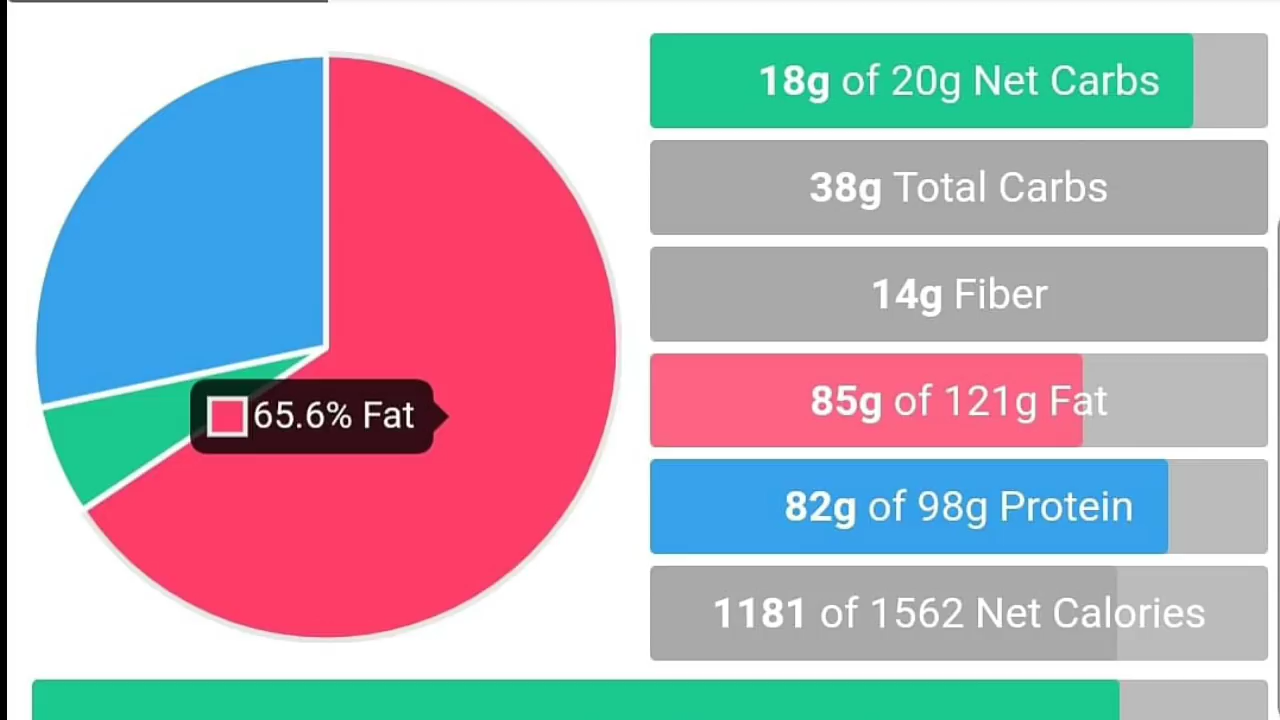 18g of 20g Net Carbs
38g Total Carbs
14g Fiber
65.6% Fat
85g of 121g Fat
82g of 98g Protein
1181 of 1562 Net Calories